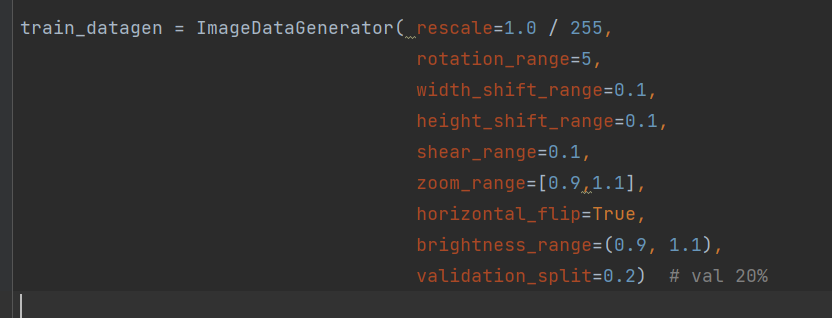 train_datagen = ImageDataGenerator( rescale=1.0 / 255,
rotation_range=5,
width_shift_range=0.1,
height_shift_range=0.1,
shear_range=0.1,
zoom_range=[0.9,1.1],
horizontal_flip=True,
brightness_range=(0.9, 1.1),
validation_split=0.2)  # val 20%